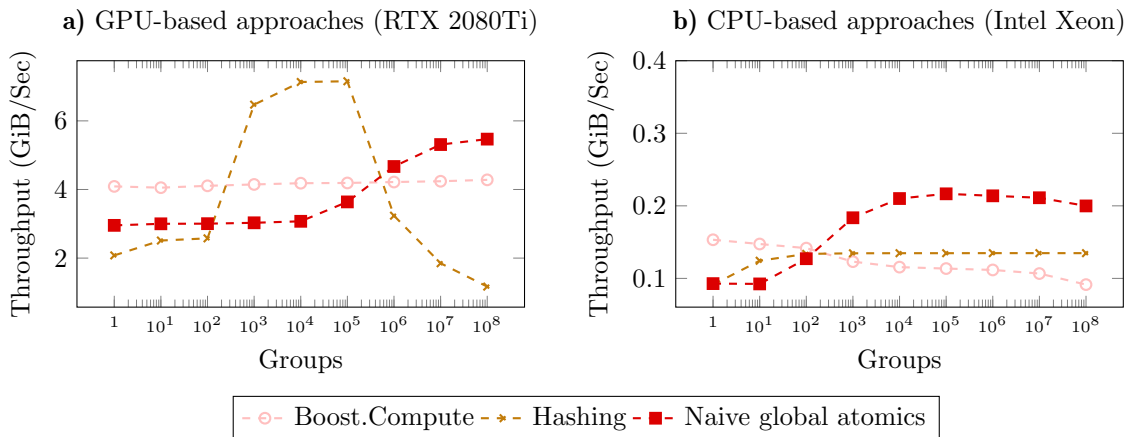 a) GPU-based approaches (RTX 2080Ti)
Throughput (GiB/Sec)
6
4
2
1 10^1 10^2 10^3 10^4 10^5 10^6 10^7 10^8
Groups
b) CPU-based approaches (Intel Xeon)
Throughput (GiB/Sec)
0.4
0.3
0.2
0.1
1 10^1 10^2 10^3 10^4 10^5 10^6 10^7 10^8
Groups
Boost.Compute Hashing Naive global atomics